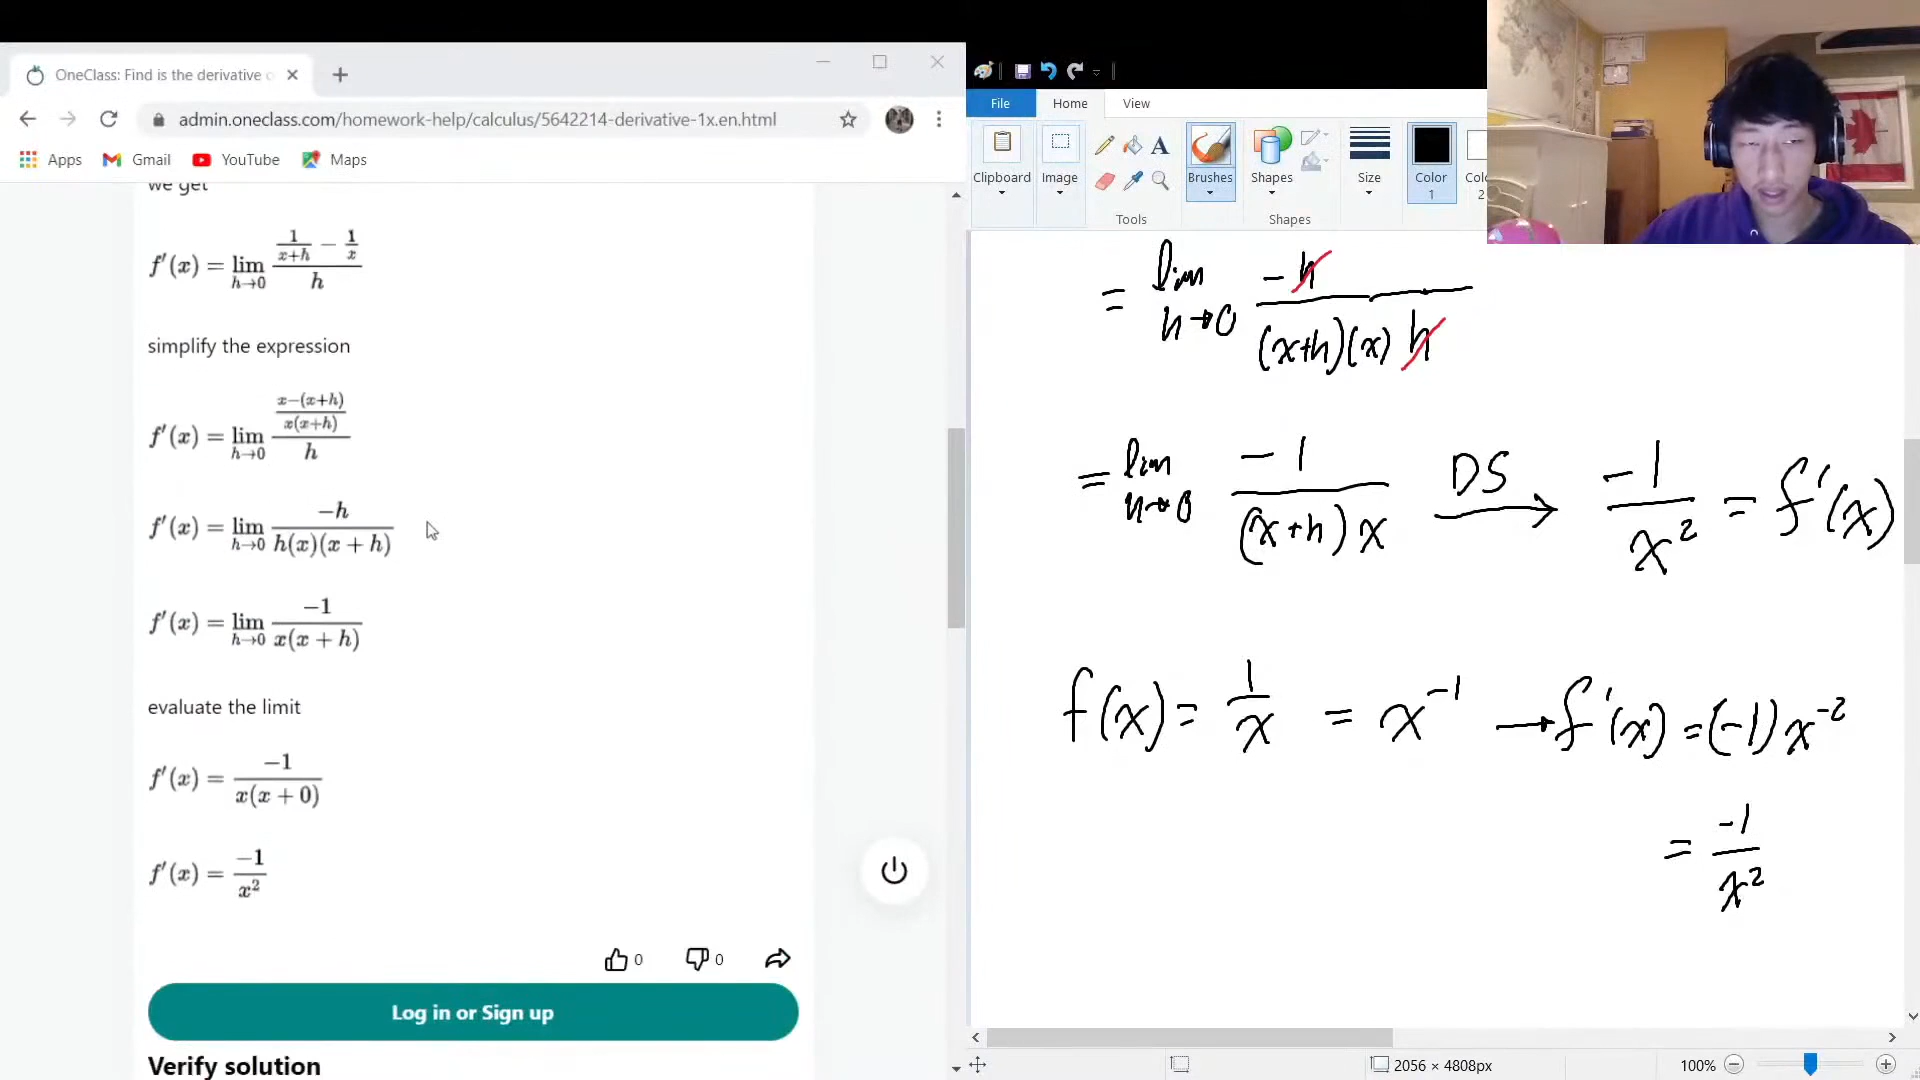 OneClass: Find is the derivative o
admin.oneclass.com/homework-help/calculus/5642214-derivative-1x.en.html
Apps Gmail YouTube Maps
we get
f′(x) = lim h→0 (1/(x+h) − 1/x)/h
simplify the expression
f′(x) = lim h→0 ((x−(x+h))/(x(x+h)))/h
f′(x) = lim h→0 −h/(h(x)(x + h))
f′(x) = lim h→0 −1/(x(x + h))
evaluate the limit
f′(x) = −1/(x(x + 0))
f′(x) = −1/x²
0 0
Log in or Sign up
Verify solution
File Home View
Clipboard Image Brushes Shapes Size Color 1 Colo 2
Tools Shapes
= lim h→0 −h/((x+h)(x) h)
= lim h→0 −1/((x+h) x) DS → −1/x² = f′(x)
f(x) = 1/x = x⁻¹ → f′(x) = (−1)x⁻²
= −1/x²
2056 × 4808px 100%